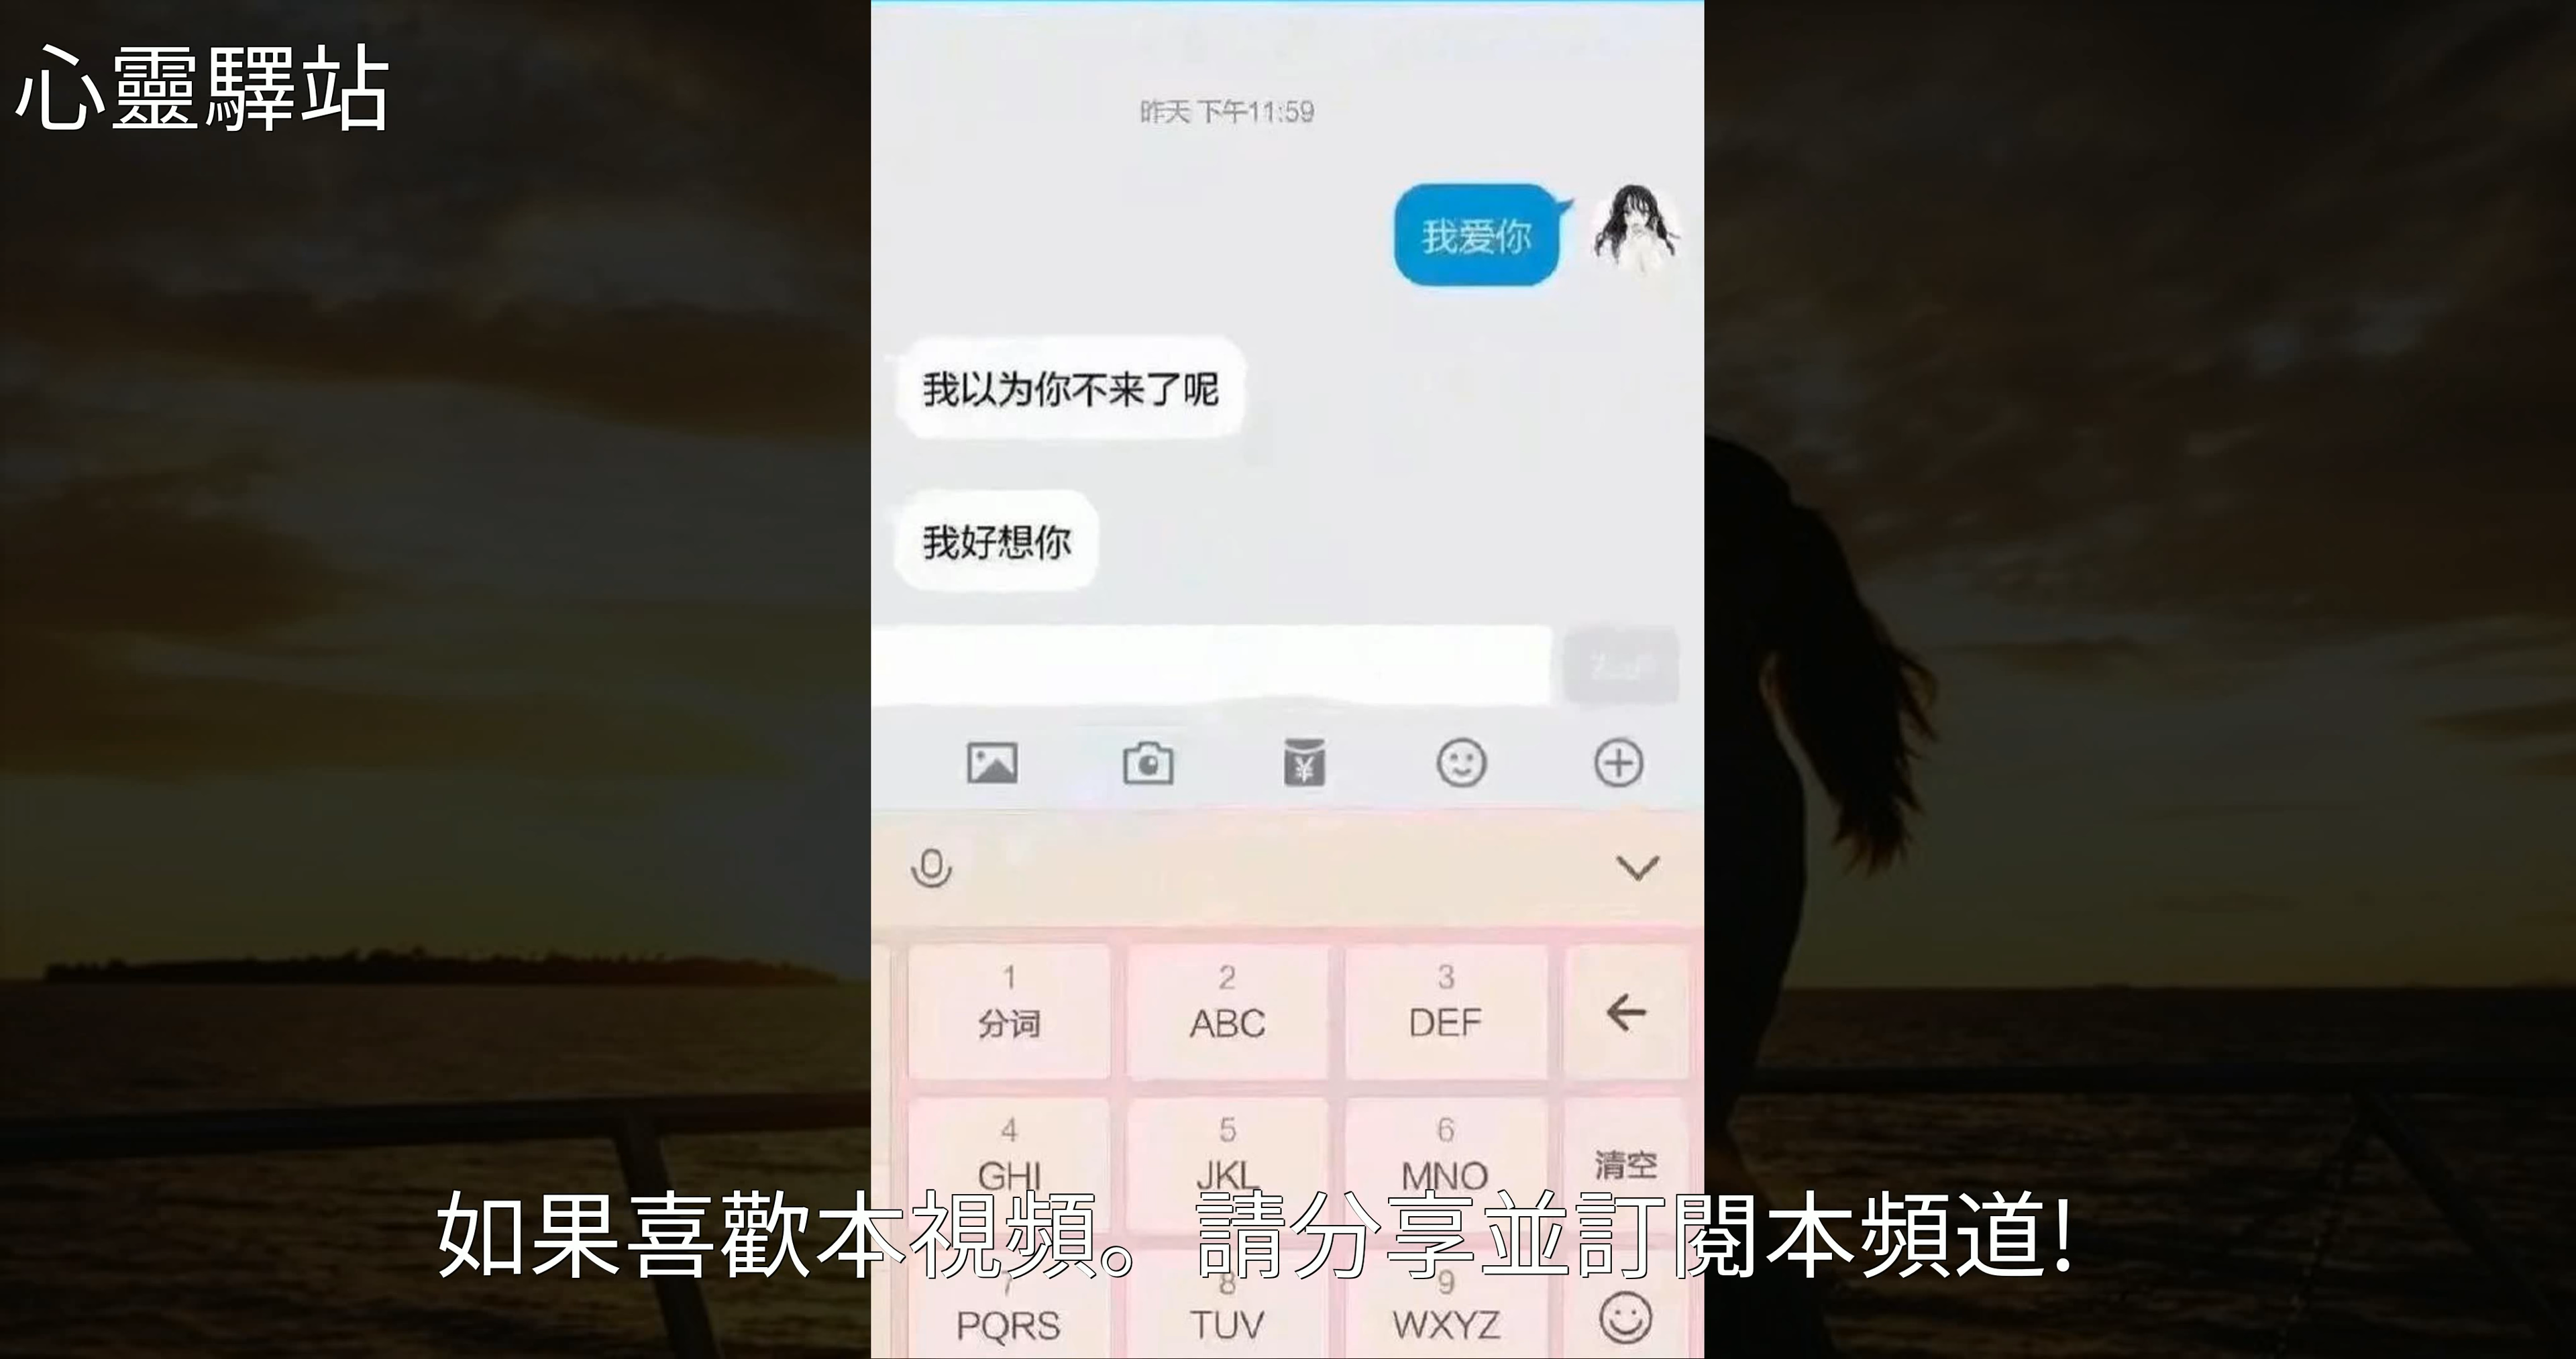 心靈驛站
昨天 下午11:59
我爱你
我以为你不来了呢
我好想你
1
分词
2
ABC
3
DEF
4
GHI
5
JKL
6
MNO
清空
如果喜歡本視頻。請分享並訂閱本頻道!
7
PQRS
8
TUV
9
WXYZ